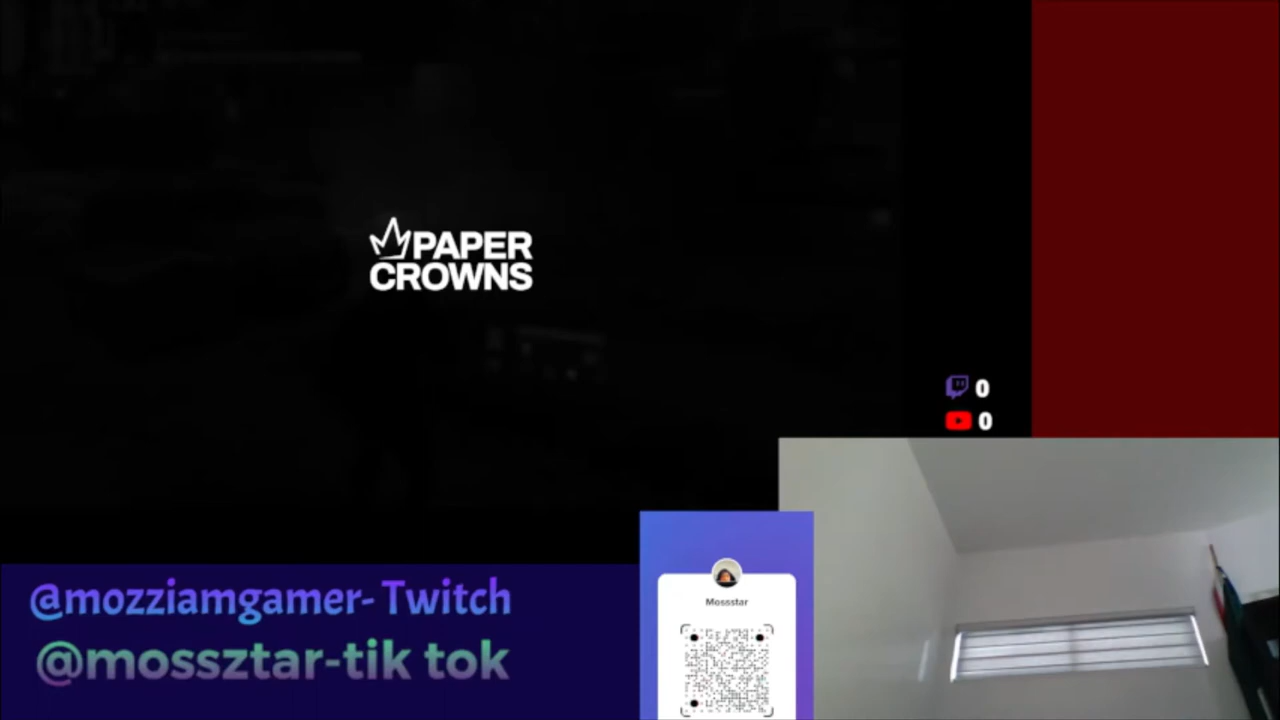 PAPER
CROWNS
0
0
@mozziamgamer- Twitch
@mossztar-tik tok
Mossstar